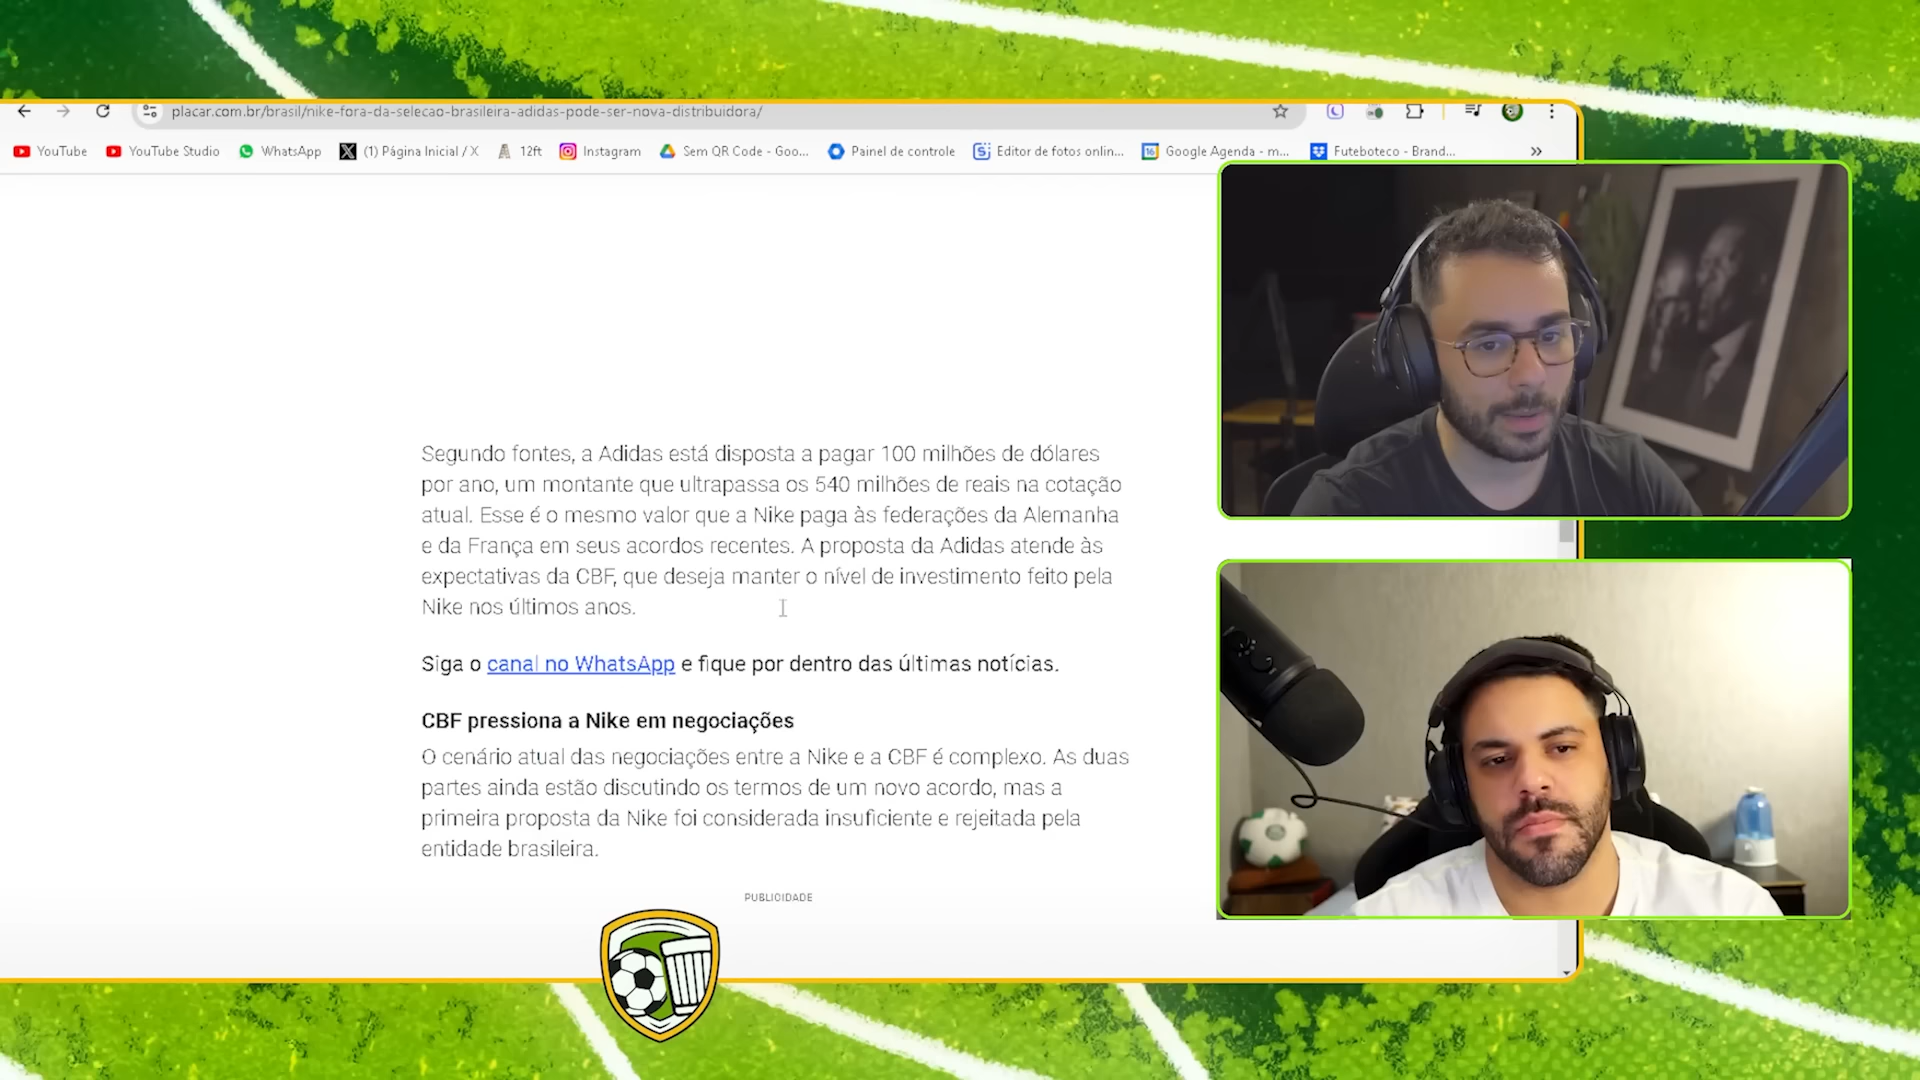 placar.com.br/brasil/nike-fora-da-selecao-brasileira-adidas-pode-ser-nova-distribuidora/
YouTube YouTube Studio WhatsApp (1) Página Inicial / X 12ft Instagram Sem QR Code - Goo... Painel de controle Editor de fotos onlin... Google Agenda - m... Futeboteco - Brand...
Segundo fontes, a Adidas está disposta a pagar 100 milhões de dólares
por ano, um montante que ultrapassa os 540 milhões de reais na cotação
atual. Esse é o mesmo valor que a Nike paga às federações da Alemanha
e da França em seus acordos recentes. A proposta da Adidas atende às
expectativas da CBF, que deseja manter o nível de investimento feito pela
Nike nos últimos anos.
Siga o canal no WhatsApp e fique por dentro das últimas notícias.
CBF pressiona a Nike em negociações
O cenário atual das negociações entre a Nike e a CBF é complexo. As duas
partes ainda estão discutindo os termos de um novo acordo, mas a
primeira proposta da Nike foi considerada insuficiente e rejeitada pela
entidade brasileira.
PUBLICIDADE